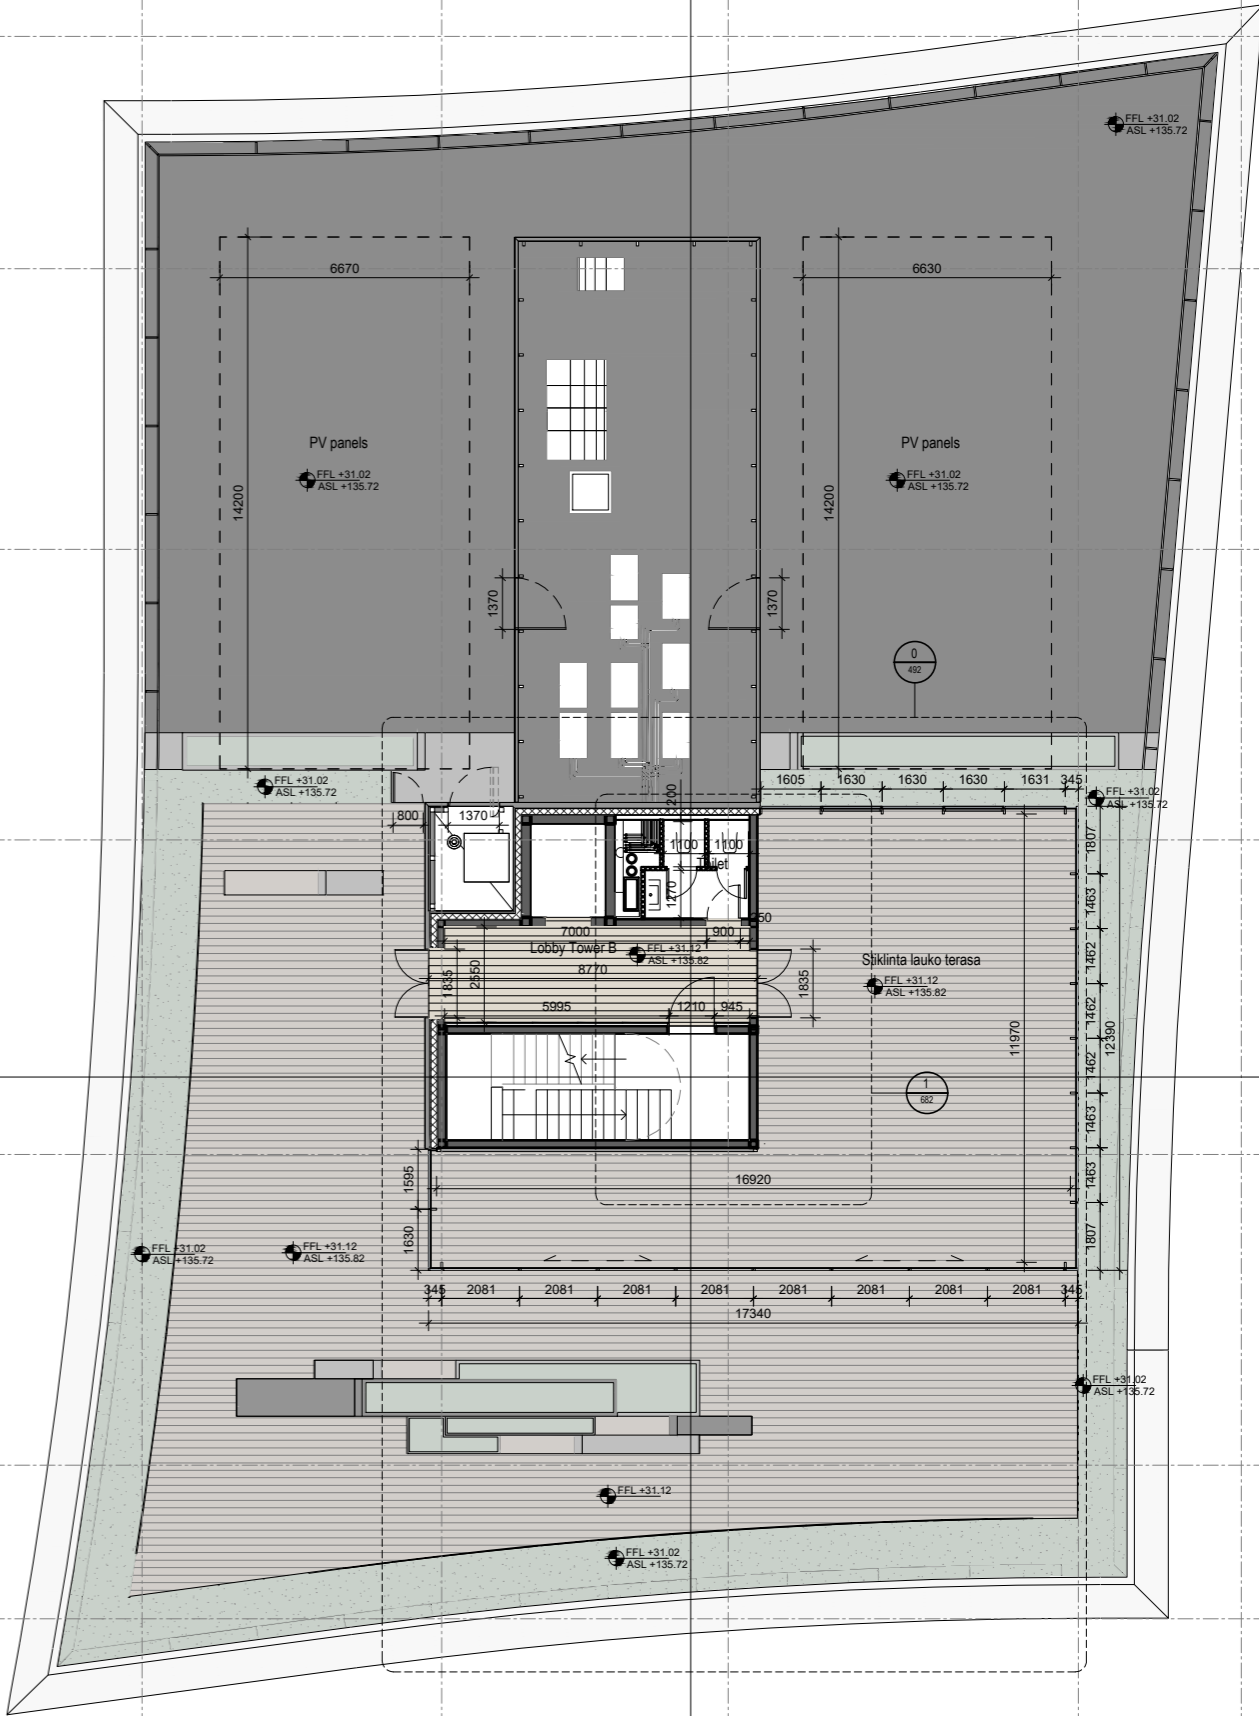 FFL +31.02
ASL +135.72
6670
6630
PV panels
FFL +31.02
ASL +135.72
14200
PV panels
FFL +31.02
ASL +135.72
14200
1370
1370
0
492
FFL +31.02
ASL +135.72
1605
1630
1630
1630
1631
345
FFL +31.02
ASL +135.72
800
1370
1200
1100
1100
Toilet
1270
7000
900
250
Lobby Tower B
FFL +31.12
ASL +135.82
8770
1835
2550
5995
1210
945
1835
Stiklinta lauko terasa
FFL +31.12
ASL +135.82
11970
1807
1463
1462
1462
1462
1463
1463
1807
12390
1
682
16920
1595
1630
FFL +31.02
ASL +135.72
FFL +31.12
ASL +135.82
345
2081
2081
2081
2081
2081
2081
2081
2081
345
17340
FFL +31.02
ASL +135.72
FFL +31.12
FFL +31.02
ASL +135.72